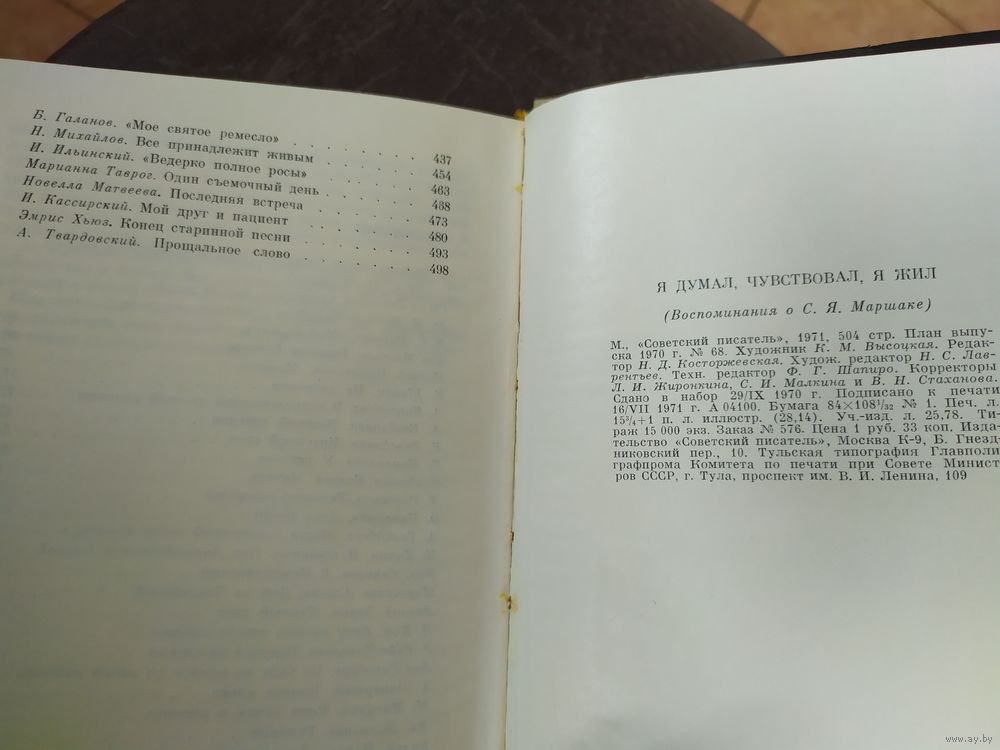 Б. Галанов. «Мое святое ремесло» . . . . . . . 437
Н. Михайлов. Все принадлежит живым . . . . . . 454
И. Ильинский. «Ведерко полное росы» . . . . . 463
Марианна Таврог. Один съемочный день . . . . . 468
Новелла Матвеева. Последняя встреча . . . . . 473
И. Кассирский. Мой друг и пациент . . . . . . 480
Эмрис Хьюз. Конец старинной песни . . . . . . 493
А. Твардовский. Прощальное слово . . . . . . . 498
Я ДУМАЛ, ЧУВСТВОВАЛ, Я ЖИЛ
(Воспоминания о С. Я. Маршаке)
М., «Советский писатель», 1971, 504 стр. План выпу-
ска 1970 г. № 68. Художник К. М. Высоцкая. Редак-
тор Н. Д. Косторжевская. Худож. редактор Н. С. Лав-
рентьев. Техн. редактор Ф. Г. Шапиро. Корректоры
Л. И. Жиронкина, С. И. Малкина и В. Н. Стаханова.
Сдано в набор 29/IX 1970 г. Подписано к печати
16/VII 1971 г. А 04100. Бумага 84×108¹/₃₂ № 1. Печ. л.
15³/₄+1 п. л. иллюстр. (28,14). Уч.-изд. л. 25,78. Ти-
раж 15 000 экз. Заказ № 576. Цена 1 руб. 33 коп. Изда-
тельство «Советский писатель», Москва К-9, Б. Гнезд-
никовский пер., 10. Тульская типография Главполи
графпрома Комитета по печати при Совете Минист
ров СССР, г. Тула, проспект им. В. И. Ленина, 109
www.ay.by